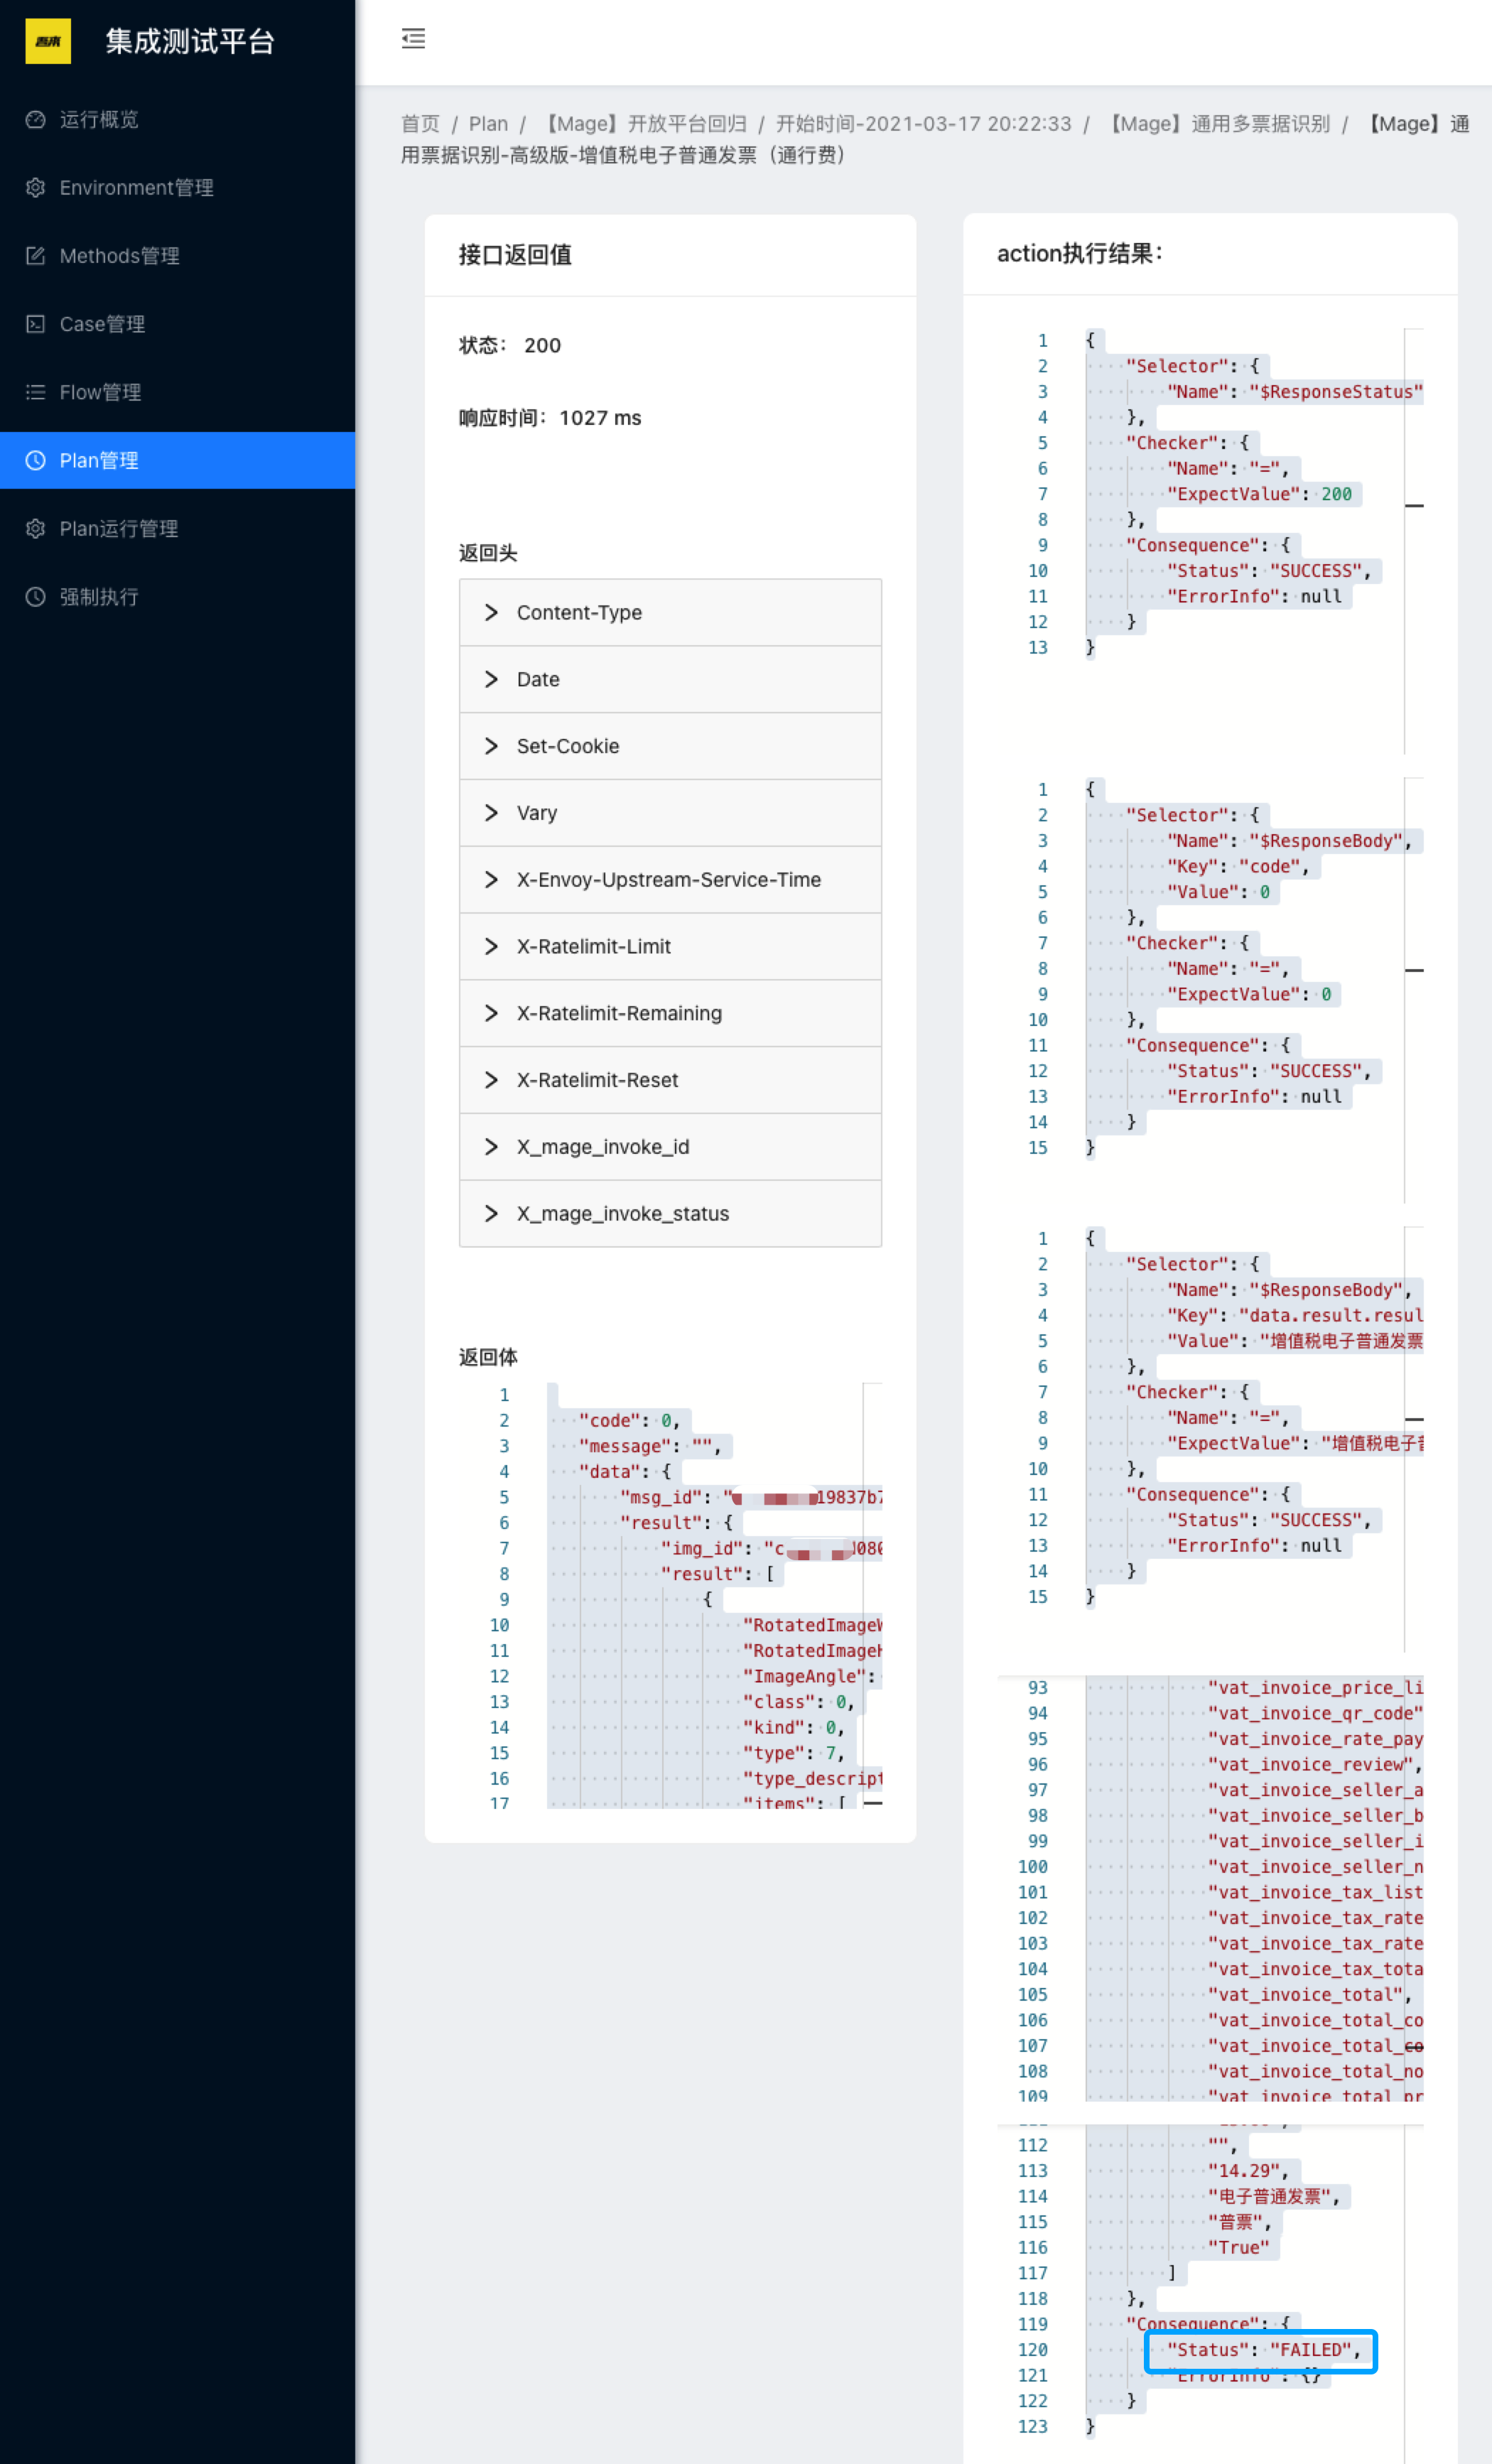 吾来
集成测试平台
运行概览
Environment管理
Methods管理
Case管理
Flow管理
Plan管理
Plan运行管理
强制执行
首页 / Plan / 【Mage】开放平台回归 / 开始时间-2021-03-17 20:22:33 / 【Mage】通用多票据识别 / 【Mage】通
用票据识别-高级版-增值税电子普通发票（通行费）
接口返回值
状态： 200
响应时间：1027 ms
返回头
Content-Type
Date
Set-Cookie
Vary
X-Envoy-Upstream-Service-Time
X-Ratelimit-Limit
X-Ratelimit-Remaining
X-Ratelimit-Reset
X_mage_invoke_id
X_mage_invoke_status
返回体
1
2 "code": 0,
3 "message": "",
4 "data": {
5 "msg_id": " 19837b7
6 "result": {
7 "img_id": "c 080
8 "result": [
9 {
10 "RotatedImageW
11 "RotatedImageH
12 "ImageAngle":
13 "class": 0,
14 "kind": 0,
15 "type": 7,
16 "type_descript
17 "items": [
action执行结果：
1 {
2 "Selector": {
3 "Name": "$ResponseStatus"
4 },
5 "Checker": {
6 "Name": "=",
7 "ExpectValue": 200
8 },
9 "Consequence": {
10 "Status": "SUCCESS",
11 "ErrorInfo": null
12 }
13 }
1 {
2 "Selector": {
3 "Name": "$ResponseBody",
4 "Key": "code",
5 "Value": 0
6 },
7 "Checker": {
8 "Name": "=",
9 "ExpectValue": 0
10 },
11 "Consequence": {
12 "Status": "SUCCESS",
13 "ErrorInfo": null
14 }
15 }
1 {
2 "Selector": {
3 "Name": "$ResponseBody",
4 "Key": "data.result.resul
5 "Value": "增值税电子普通发票
6 },
7 "Checker": {
8 "Name": "=",
9 "ExpectValue": "增值税电子普
10 },
11 "Consequence": {
12 "Status": "SUCCESS",
13 "ErrorInfo": null
14 }
15 }
93 "vat_invoice_price_li
94 "vat_invoice_qr_code"
95 "vat_invoice_rate_pay
96 "vat_invoice_review",
97 "vat_invoice_seller_a
98 "vat_invoice_seller_b
99 "vat_invoice_seller_i
100 "vat_invoice_seller_n
101 "vat_invoice_tax_list
102 "vat_invoice_tax_rate
103 "vat_invoice_tax_rate
104 "vat_invoice_tax_tota
105 "vat_invoice_total",
106 "vat_invoice_total_co
107 "vat_invoice_total_co
108 "vat_invoice_total_no
109 "vat_invoice_total_pr
112 "",
113 "14.29",
114 "电子普通发票",
115 "普票",
116 "True"
117 ]
118 },
119 "Consequence": {
120 "Status": "FAILED",
121 "ErrorInfo": {}
122 }
123 }